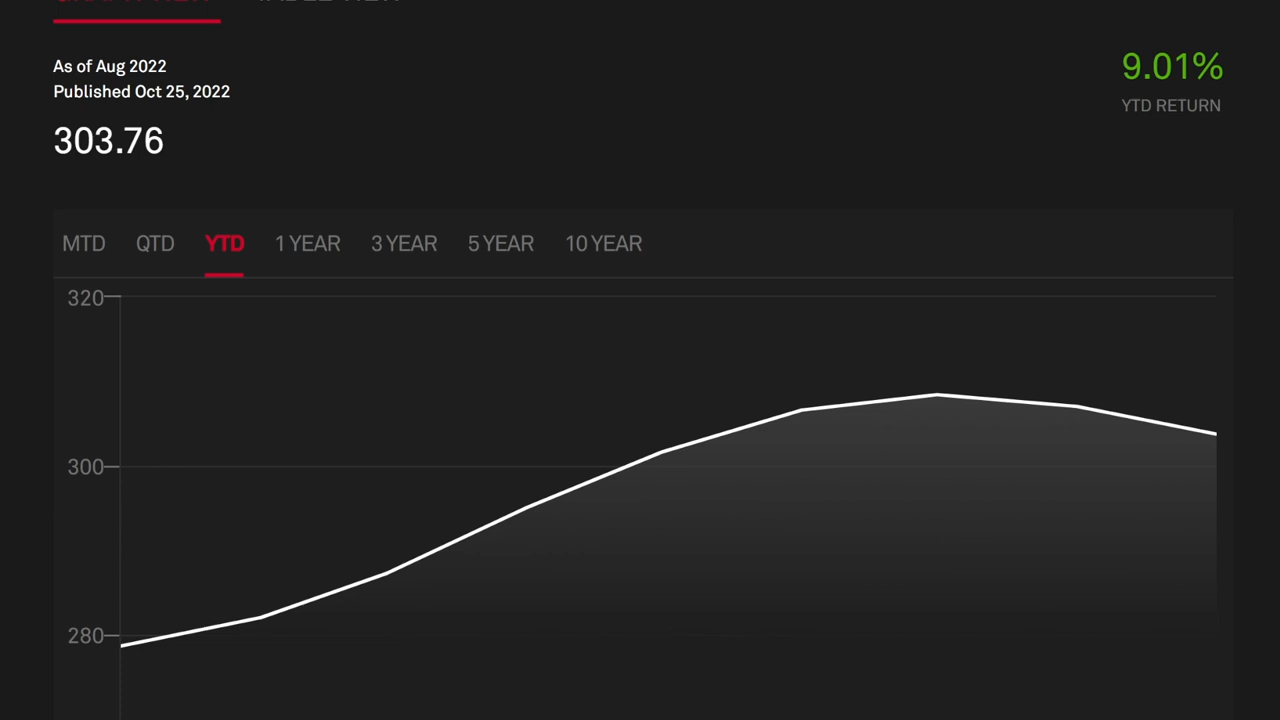 As of Aug 2022
Published Oct 25, 2022
303.76
9.01%
YTD RETURN
MTD QTD YTD 1 YEAR 3 YEAR 5 YEAR 10 YEAR
320
300
280